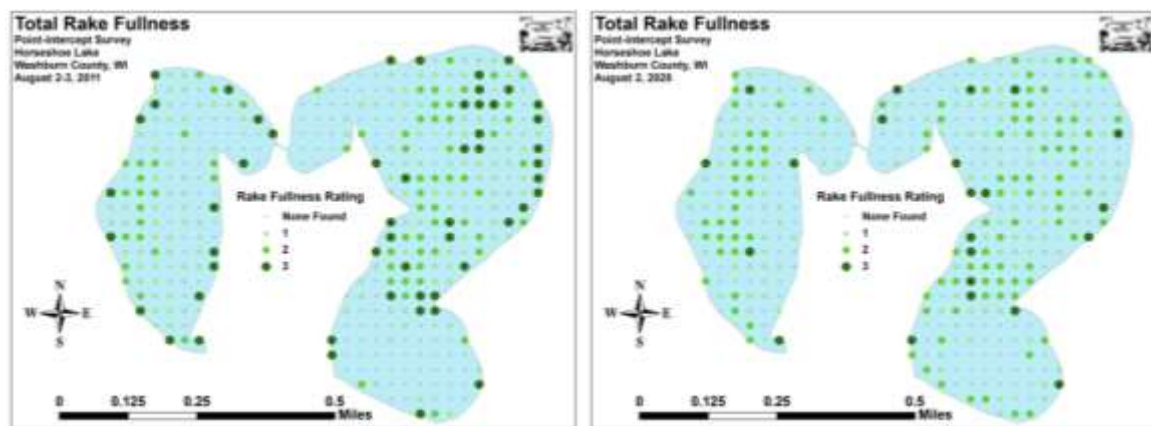 Total Rake Fullness
Point-intercept Survey
Horseshoe Lake
Washburn County, WI
August 2-3, 2011
Rake Fullness Rating
None Found
1
2
3
N
W E
S
0 0.125 0.25 0.5
Miles
Total Rake Fullness
Point-intercept Survey
Horseshoe Lake
Washburn County, WI
August 2, 2020
Rake Fullness Rating
None Found
1
2
3
N
W E
S
0 0.125 0.25 0.5
Miles